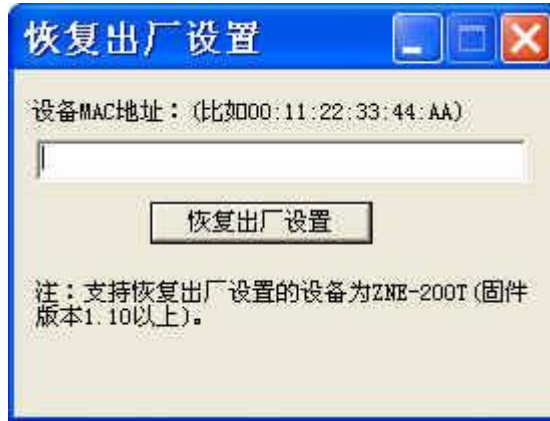 恢复出厂设置
设备MAC地址：(比如00:11:22:33:44:AA)
恢复出厂设置
注：支持恢复出厂设置的设备为ZNE-200T(固件
版本1.10以上)。